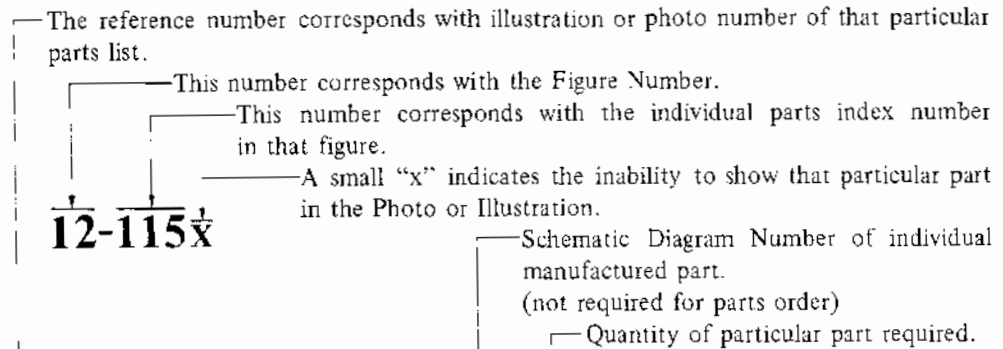 The reference number corresponds with illustration or photo number of that particular
parts list.
This number corresponds with the Figure Number.
This number corresponds with the individual parts index number
in that figure.
A small “x” indicates the inability to show that particular part
in the Photo or Illustration.
12-115x
Schematic Diagram Number of individual
manufactured part.
(not required for parts order)
Quantity of particular part required.